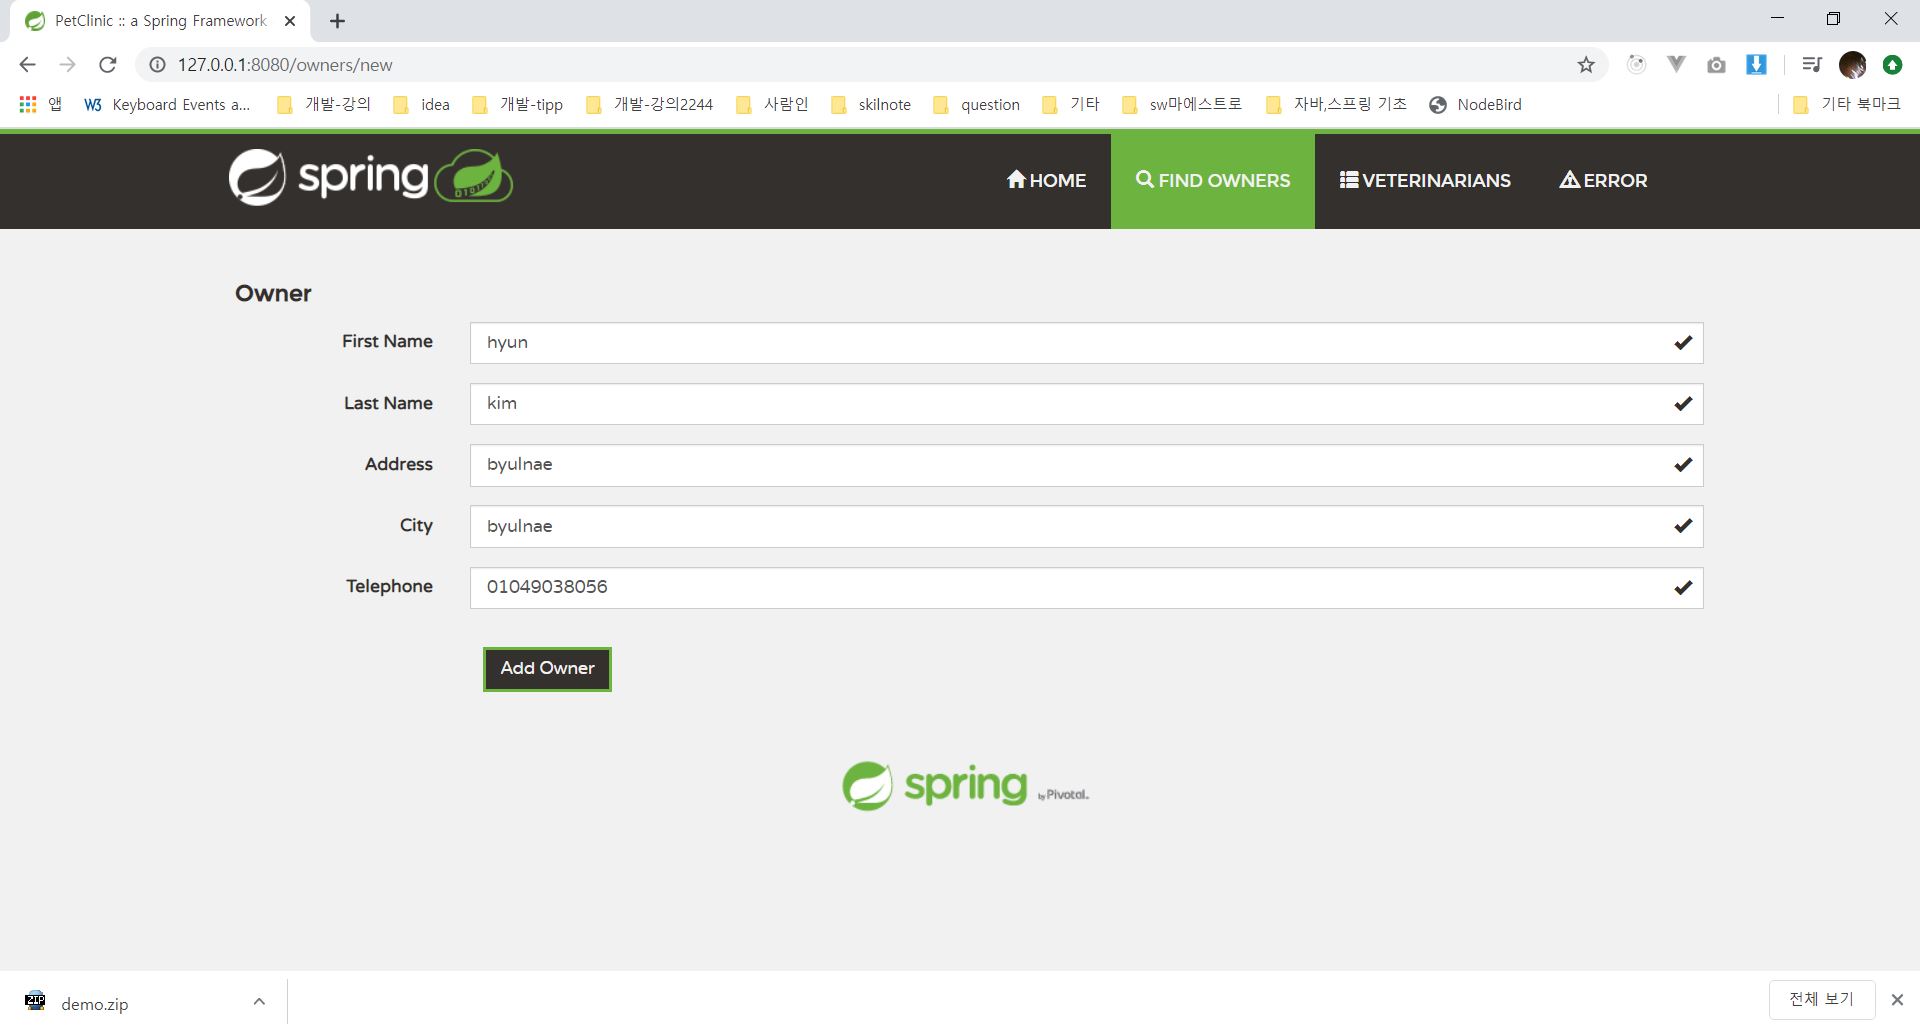 PetClinic :: a Spring Framework
127.0.0.1:8080/owners/new
앱 W3 Keyboard Events a... 개발-강의 idea 개발-tipp 개발-강의2244 사람인 skilnote question 기타 sw마에스트로 자바,스프링 기초 NodeBird 기타 북마크
spring HOME FIND OWNERS VETERINARIANS ERROR
Owner
First Name hyun
Last Name kim
Address byulnae
City byulnae
Telephone 01049038056
Add Owner
spring by Pivotal™
ZIP demo.zip 전체 보기